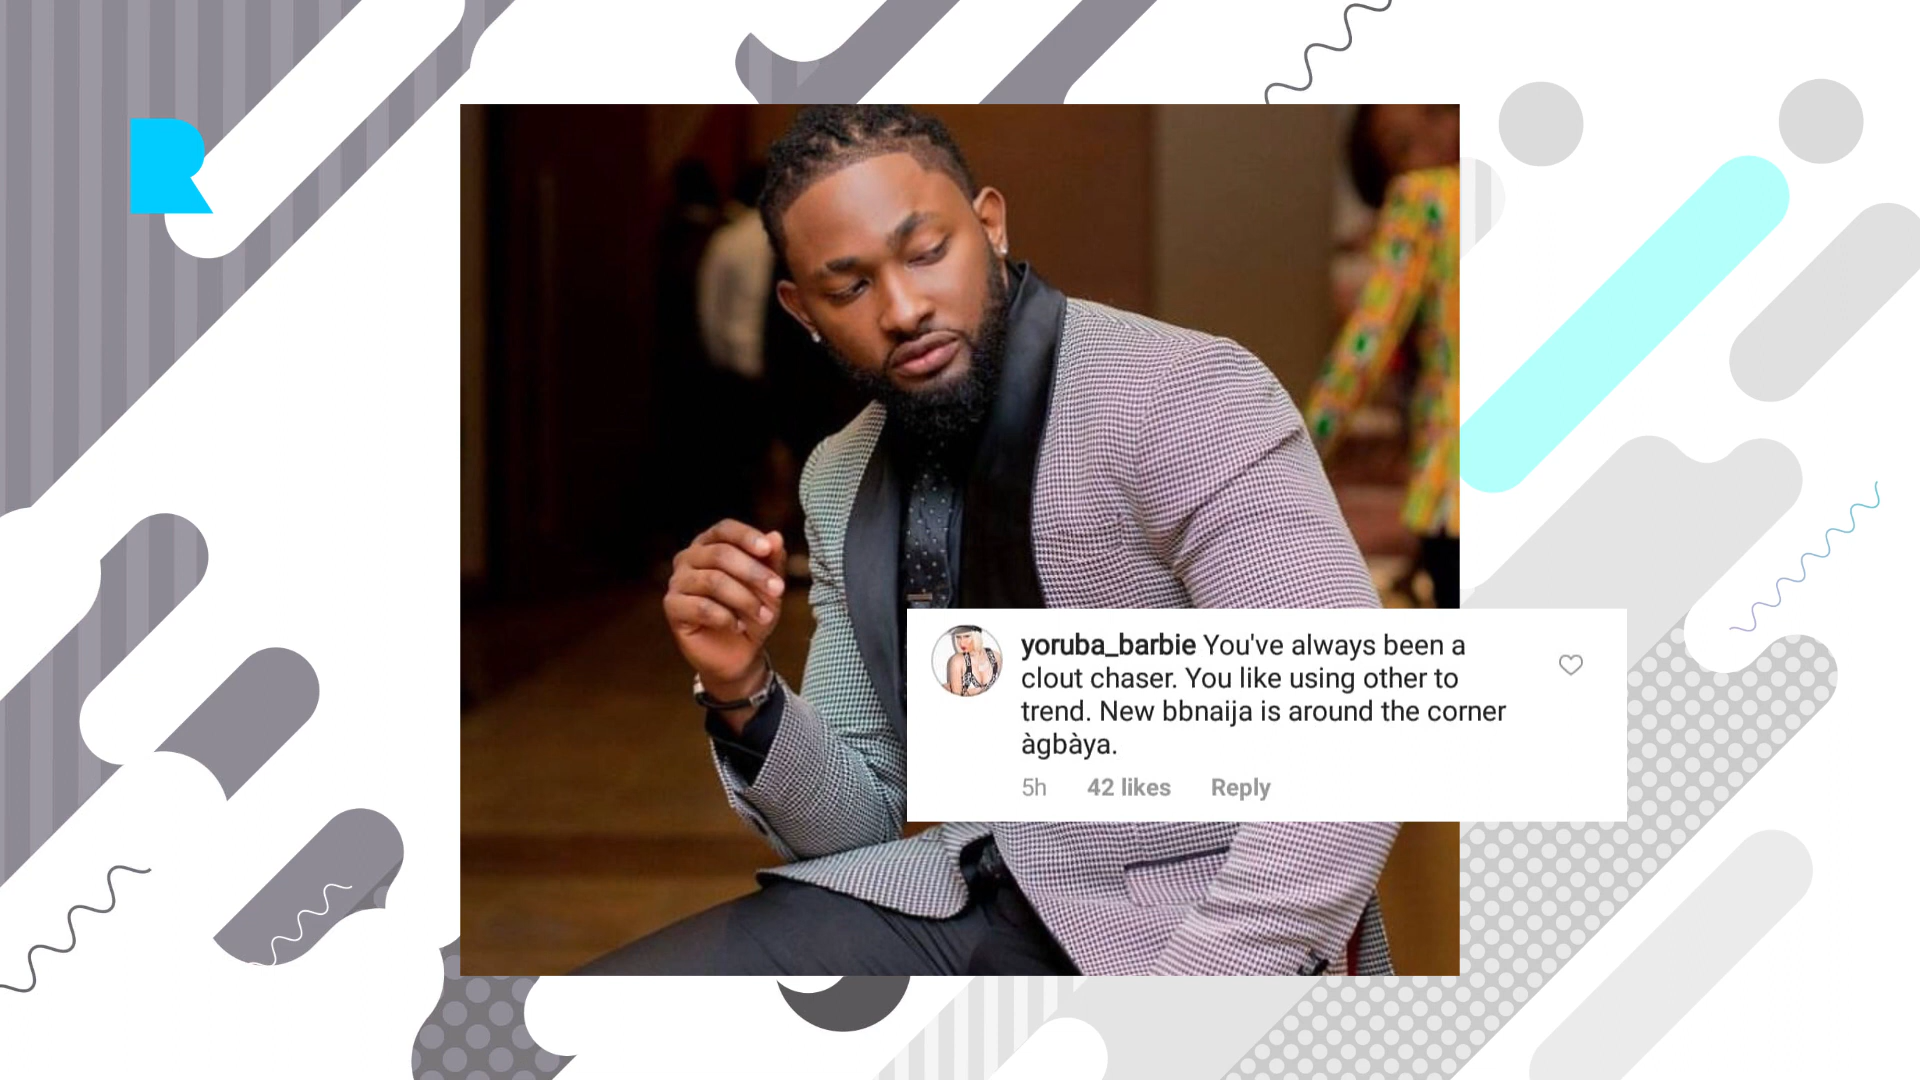 R
yoruba_barbie You've always been a
clout chaser. You like using other to
trend. New bbnaija is around the corner
àgbàya.
5h 42 likes Reply